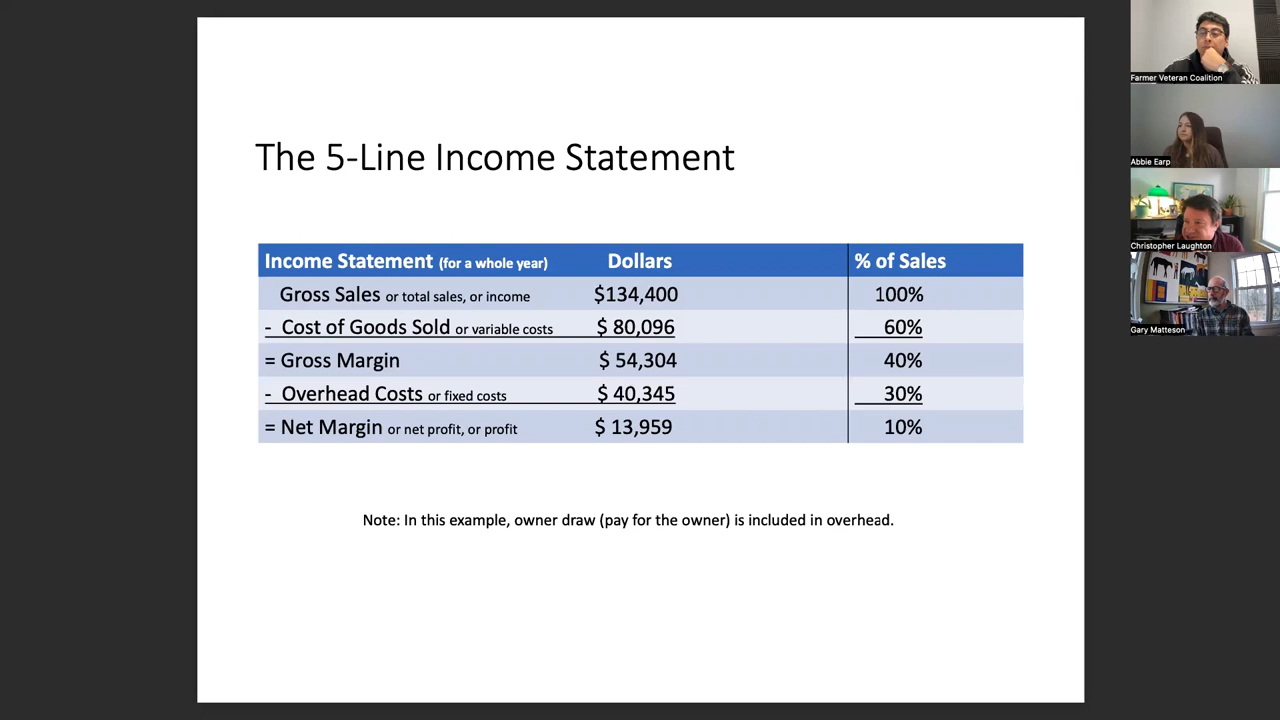 The 5-Line Income Statement
Income Statement (for a whole year) Dollars % of Sales
Gross Sales or total sales, or income $134,400 100%
- Cost of Goods Sold or variable costs $ 80,096 60%
= Gross Margin $ 54,304 40%
- Overhead Costs or fixed costs $ 40,345 30%
= Net Margin or net profit, or profit $ 13,959 10%
Note: In this example, owner draw (pay for the owner) is included in overhead.
Farmer Veteran Coalition
Abbie Earp
Christopher Laughton
Gary Matteson